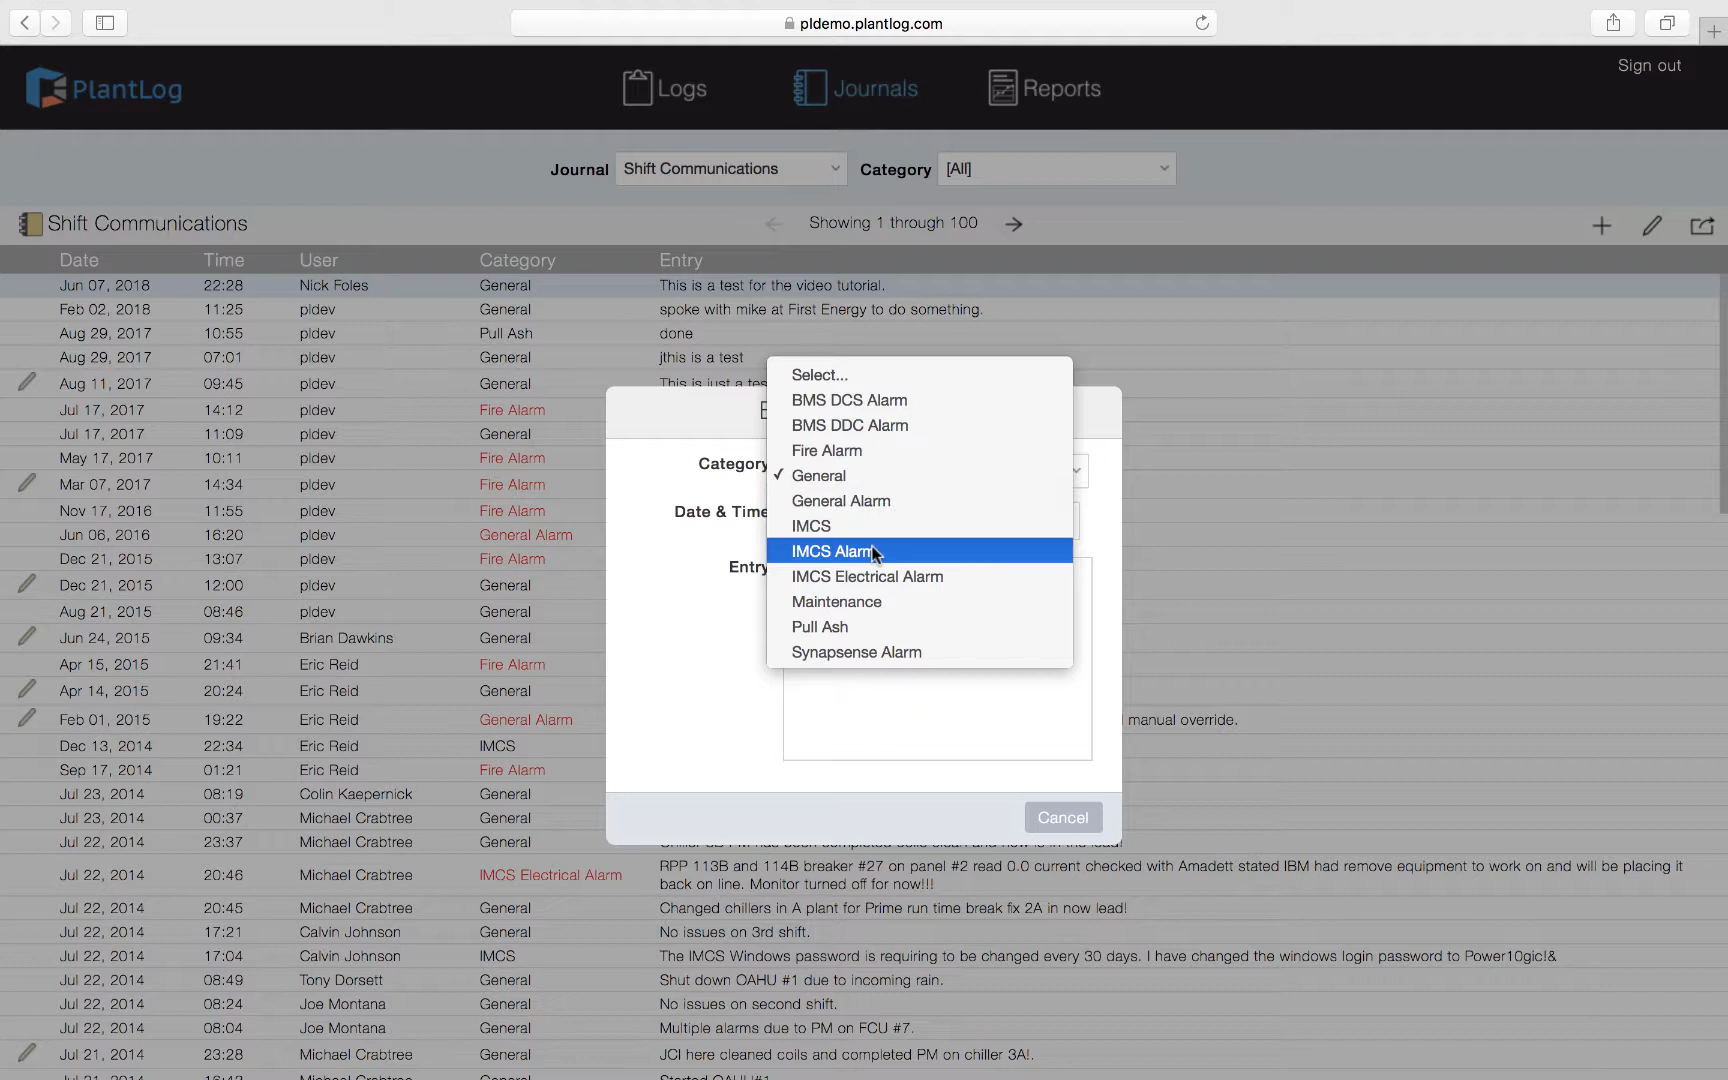 pldemo.plantlog.com
PlantLog
Logs
Journals
Reports
Sign out
Journal
Shift Communications
Category
[All]
Shift Communications
Showing 1 through 100
Date Time User Category Entry
Jun 07, 2018 22:28 Nick Foles General This is a test for the video tutorial.
Feb 02, 2018 11:25 pldev General spoke with mike at First Energy to do something.
Aug 29, 2017 10:55 pldev Pull Ash done
Aug 29, 2017 07:01 pldev General jthis is a test
Aug 11, 2017 09:45 pldev General This is just a tes
Jul 17, 2017 14:12 pldev Fire Alarm
Jul 17, 2017 11:09 pldev General
May 17, 2017 10:11 pldev Fire Alarm
Mar 07, 2017 14:34 pldev Fire Alarm
Nov 17, 2016 11:55 pldev Fire Alarm
Jun 06, 2016 16:20 pldev General Alarm
Dec 21, 2015 13:07 pldev Fire Alarm
Dec 21, 2015 12:00 pldev General
Aug 21, 2015 08:46 pldev General
Jun 24, 2015 09:34 Brian Dawkins General
Apr 15, 2015 21:41 Eric Reid Fire Alarm
Apr 14, 2015 20:24 Eric Reid General
Feb 01, 2015 19:22 Eric Reid General Alarm manual override.
Dec 13, 2014 22:34 Eric Reid IMCS
Sep 17, 2014 01:21 Eric Reid Fire Alarm
Jul 23, 2014 08:19 Colin Kaepernick General
Jul 23, 2014 00:37 Michael Crabtree General
Jul 22, 2014 23:37 Michael Crabtree General
Jul 22, 2014 20:46 Michael Crabtree IMCS Electrical Alarm RPP 113B and 114B breaker #27 on panel #2 read 0.0 current checked with Amadett stated IBM had remove equipment to work on and will be placing it
back on line. Monitor turned off for now!!!
Jul 22, 2014 20:45 Michael Crabtree General Changed chillers in A plant for Prime run time break fix 2A in now lead!
Jul 22, 2014 17:21 Calvin Johnson General No issues on 3rd shift.
Jul 22, 2014 17:04 Calvin Johnson IMCS The IMCS Windows password is requiring to be changed every 30 days. I have changed the windows login password to Power10gic!&
Jul 22, 2014 08:49 Tony Dorsett General Shut down OAHU #1 due to incoming rain.
Jul 22, 2014 08:24 Joe Montana General No issues on second shift.
Jul 22, 2014 08:04 Joe Montana General Multiple alarms due to PM on FCU #7.
Jul 21, 2014 23:28 General JCI here cleaned coils and completed PM on chiller 3A!.
Category
Date & Time
Entry
Select...
BMS DCS Alarm
BMS DDC Alarm
Fire Alarm
✓ General
General Alarm
IMCS
IMCS Alarm
IMCS Electrical Alarm
Maintenance
Pull Ash
Synapsense Alarm
Cancel